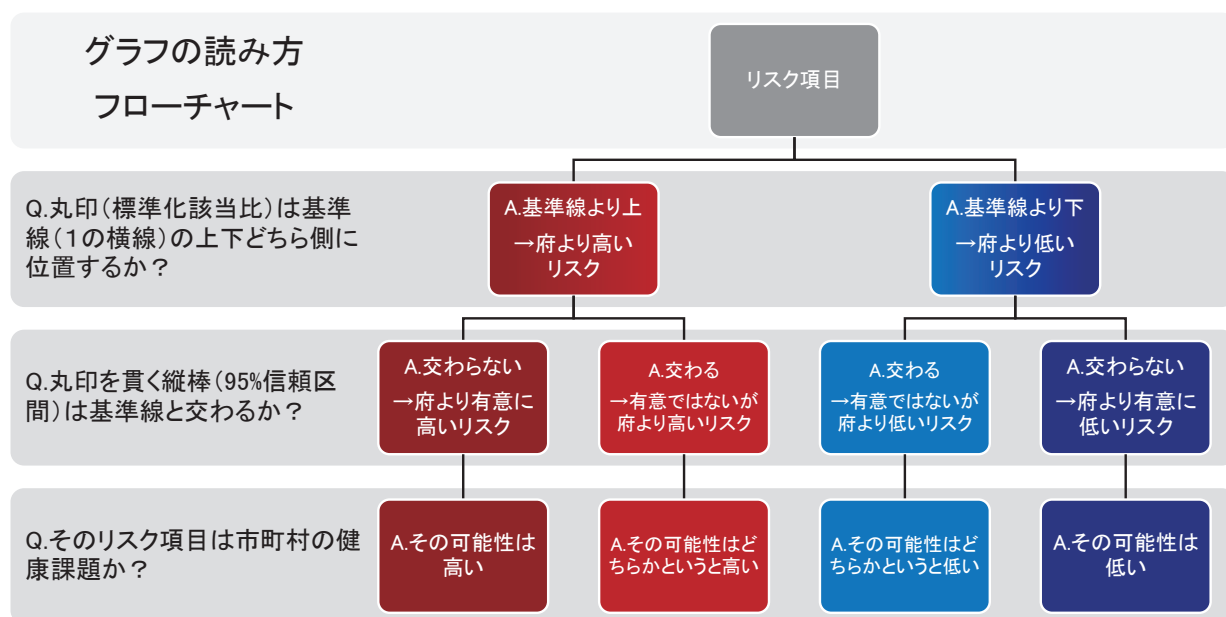 グラフの読み方
フローチャート
リスク項目
Q.丸印（標準化該当比）は基準
線（１の横線）の上下どちら側に
位置するか？
A.基準線より上
→府より高い
リスク
A.基準線より下
→府より低い
リスク
Q.丸印を貫く縦棒（95%信頼区
間）は基準線と交わるか？
A.交わらない
→府より有意に
高いリスク
A.交わる
→有意ではないが
府より高いリスク
A.交わる
→有意ではないが
府より低いリスク
A.交わらない
→府より有意に
低いリスク
Q.そのリスク項目は市町村の健
康課題か？
A.その可能性は
高い
A.その可能性はど
ちらかというと高い
A.その可能性はど
ちらかというと低い
A.その可能性は
低い